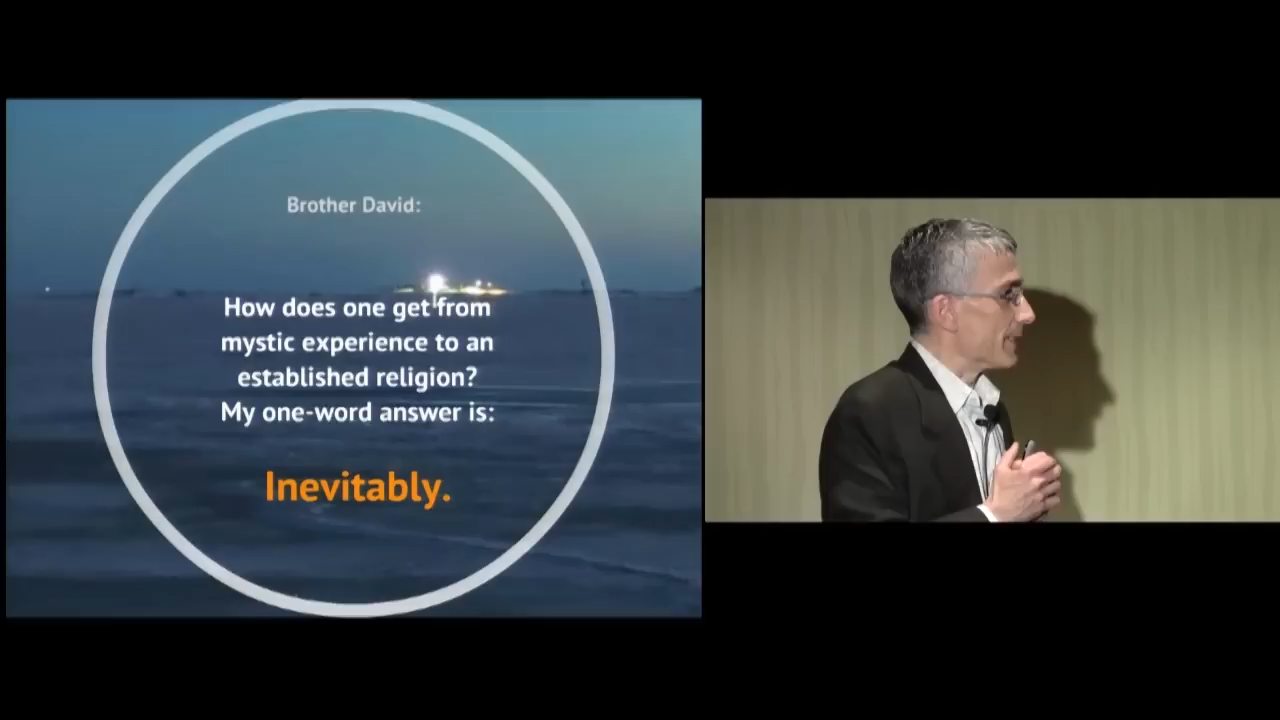 Brother David:
How does one get from
mystic experience to an
established religion?
My one-word answer is:
Inevitably.